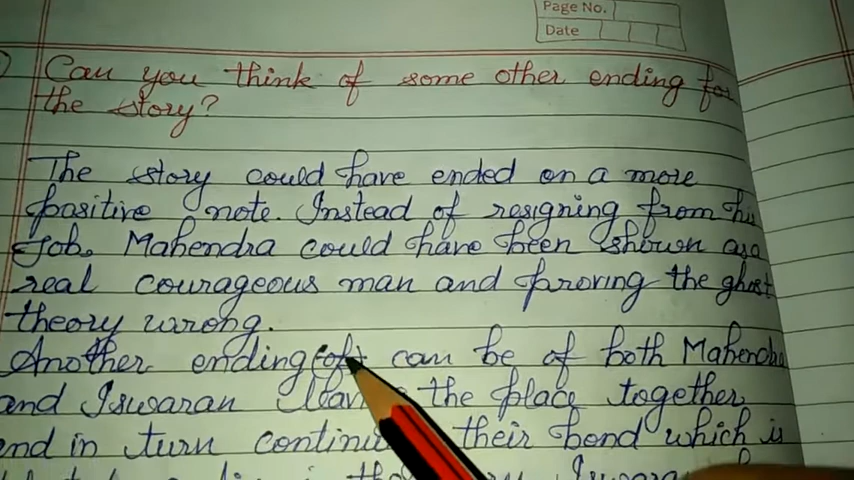 Page No.
Date
Can you think of some other ending for
the story?
The story could have ended on a more
positive note. Instead of resigning from his
job. Mahendra could have been shown as a
real courageous man and proving the ghost
theory wrong.
Another ending (of) can be of both Mahendra
and Iswaran leaving the place together
and in turn their bond which is